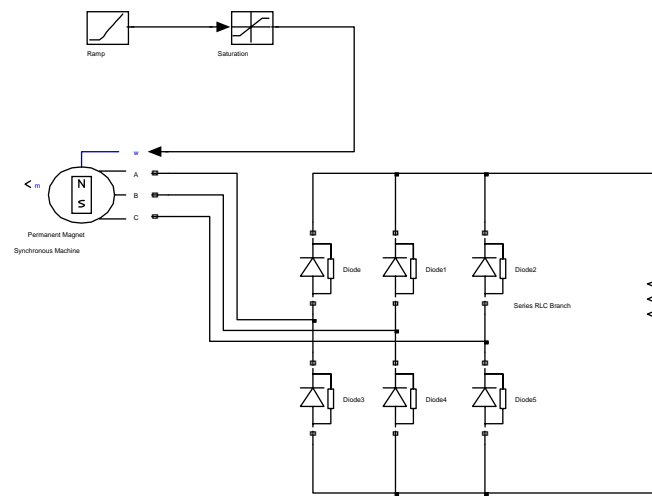 Ramp
Saturation
w
A
m
N
B
S
C
Permanent Magnet
Synchronous Machine
Diode
Diode1
Diode2
Series RLC Branch
Diode3
Diode4
Diode5